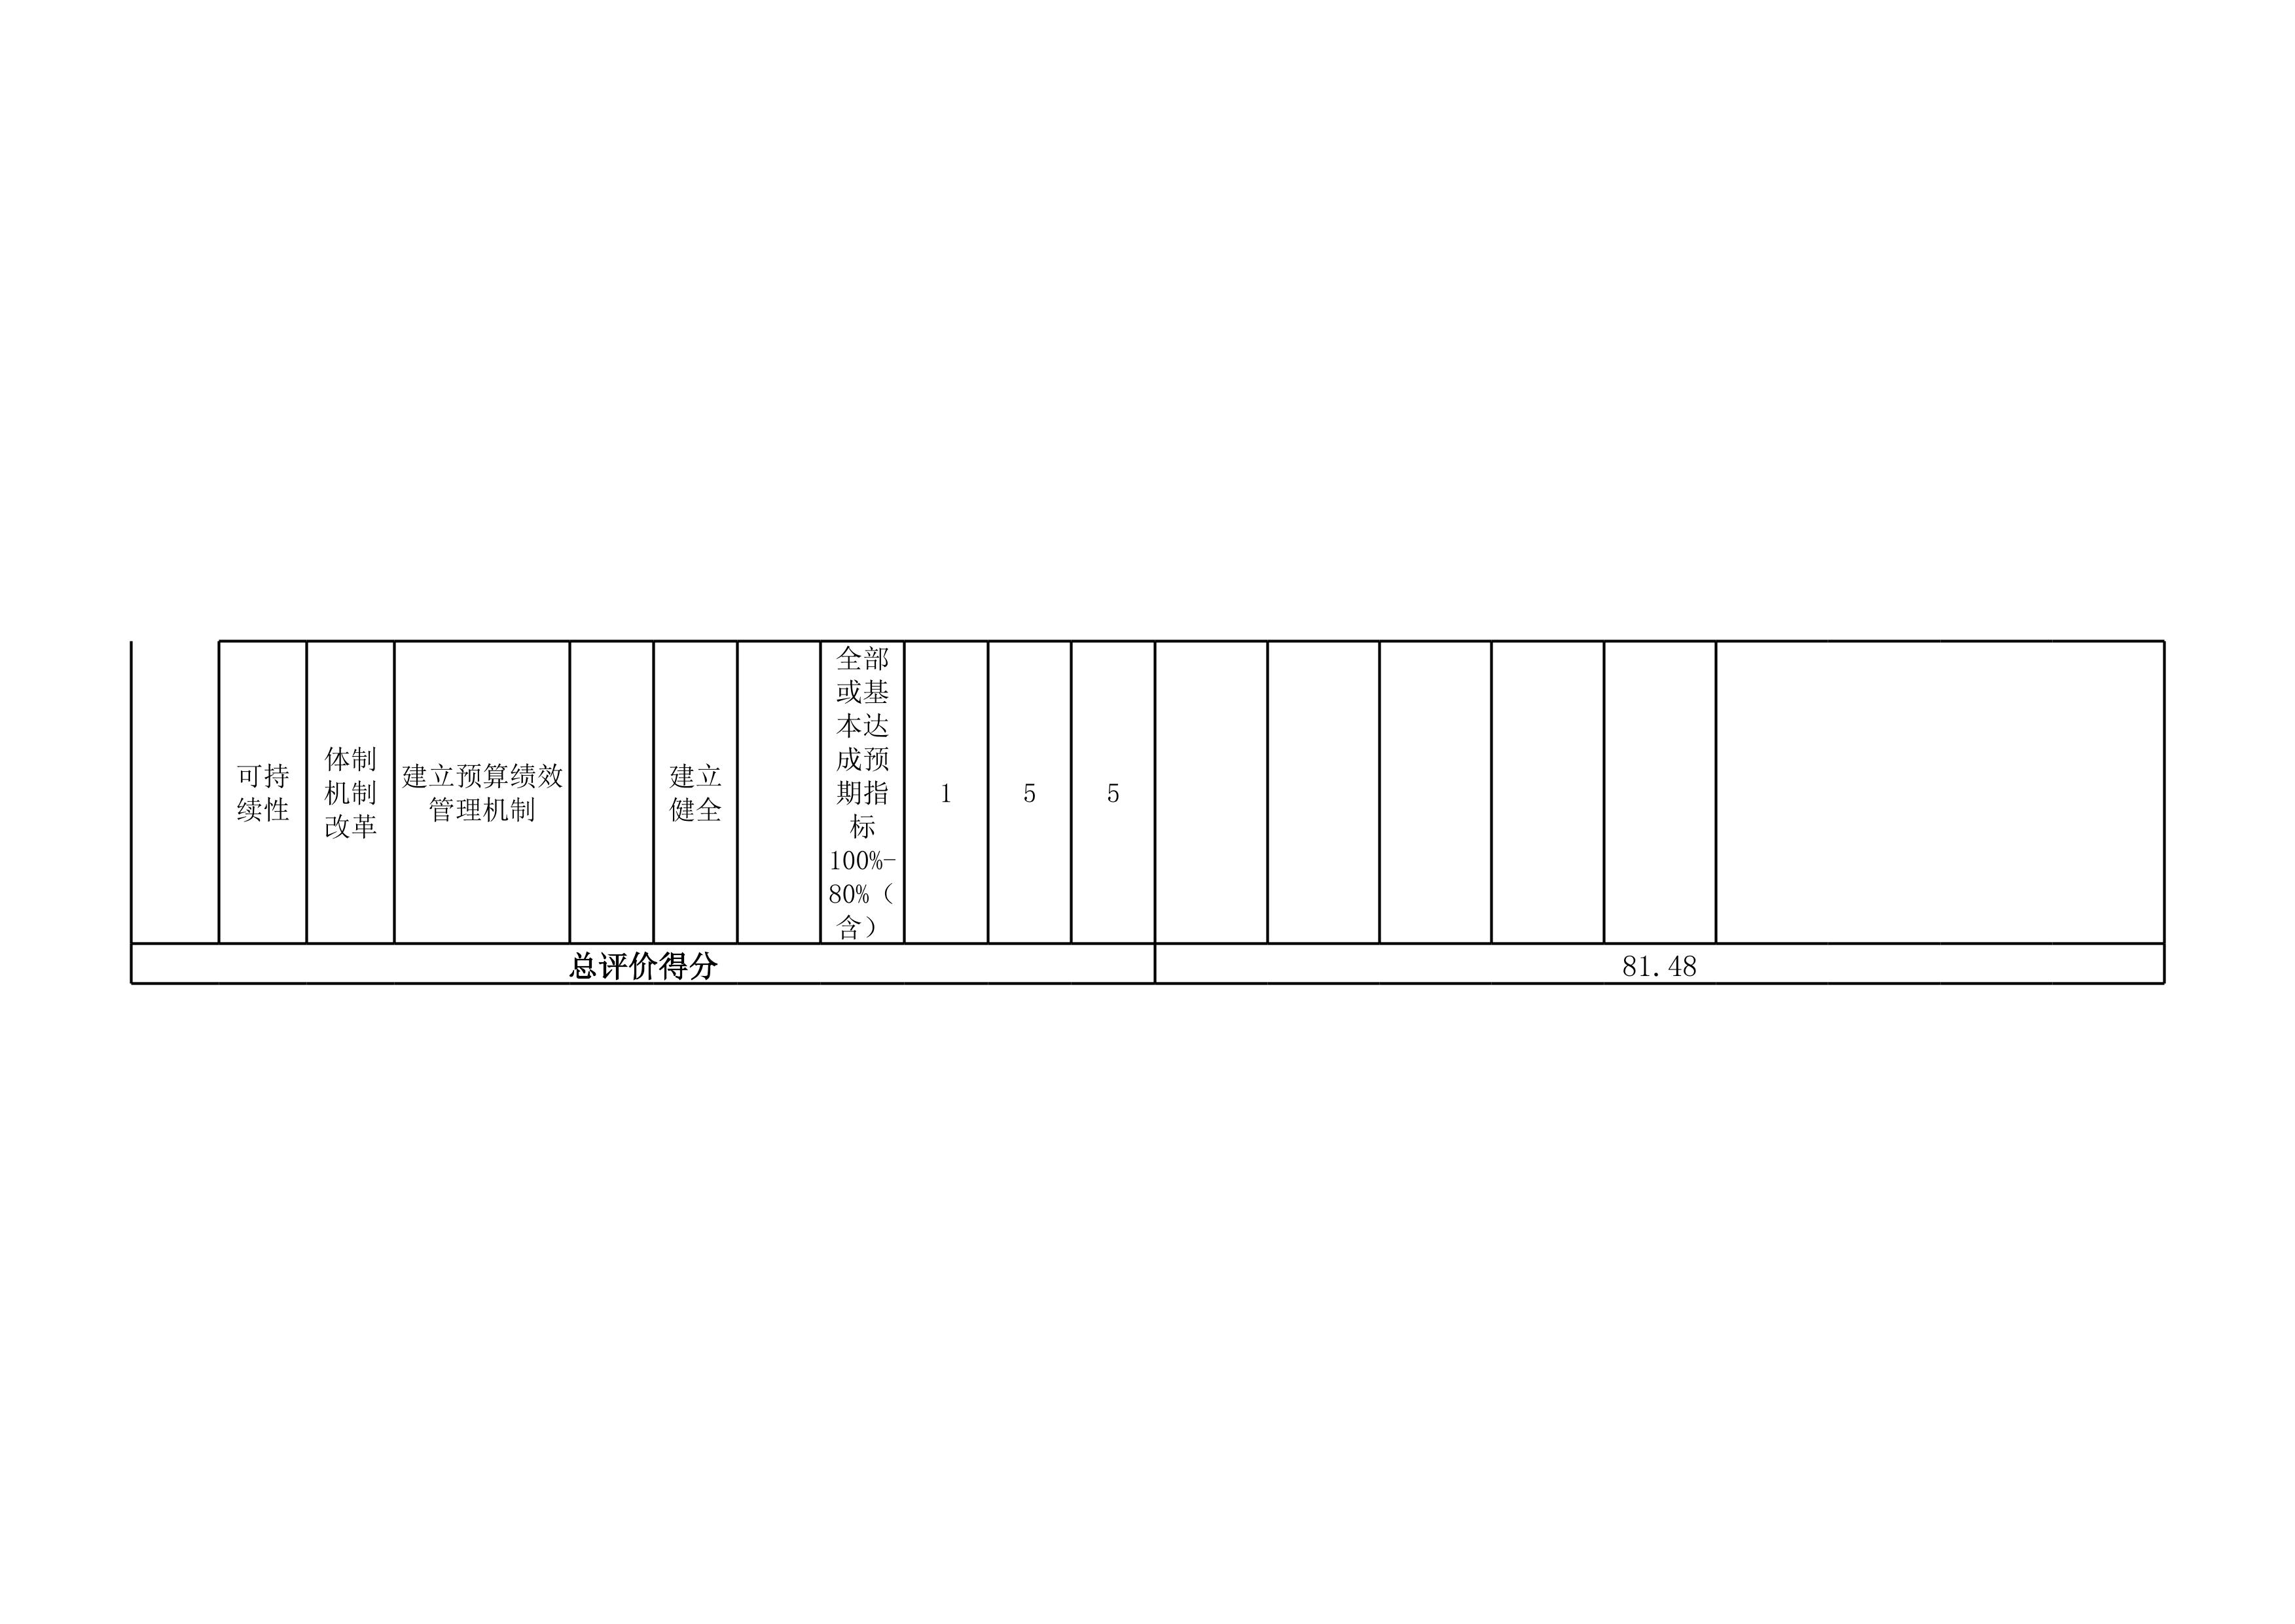 可持
续性
体制
机制
改革
建立预算绩效
管理机制
建立
健全
全部
或基
本达
成预
期指
标
100%-
80%（
含）
1
5
5
总评价得分
81.48